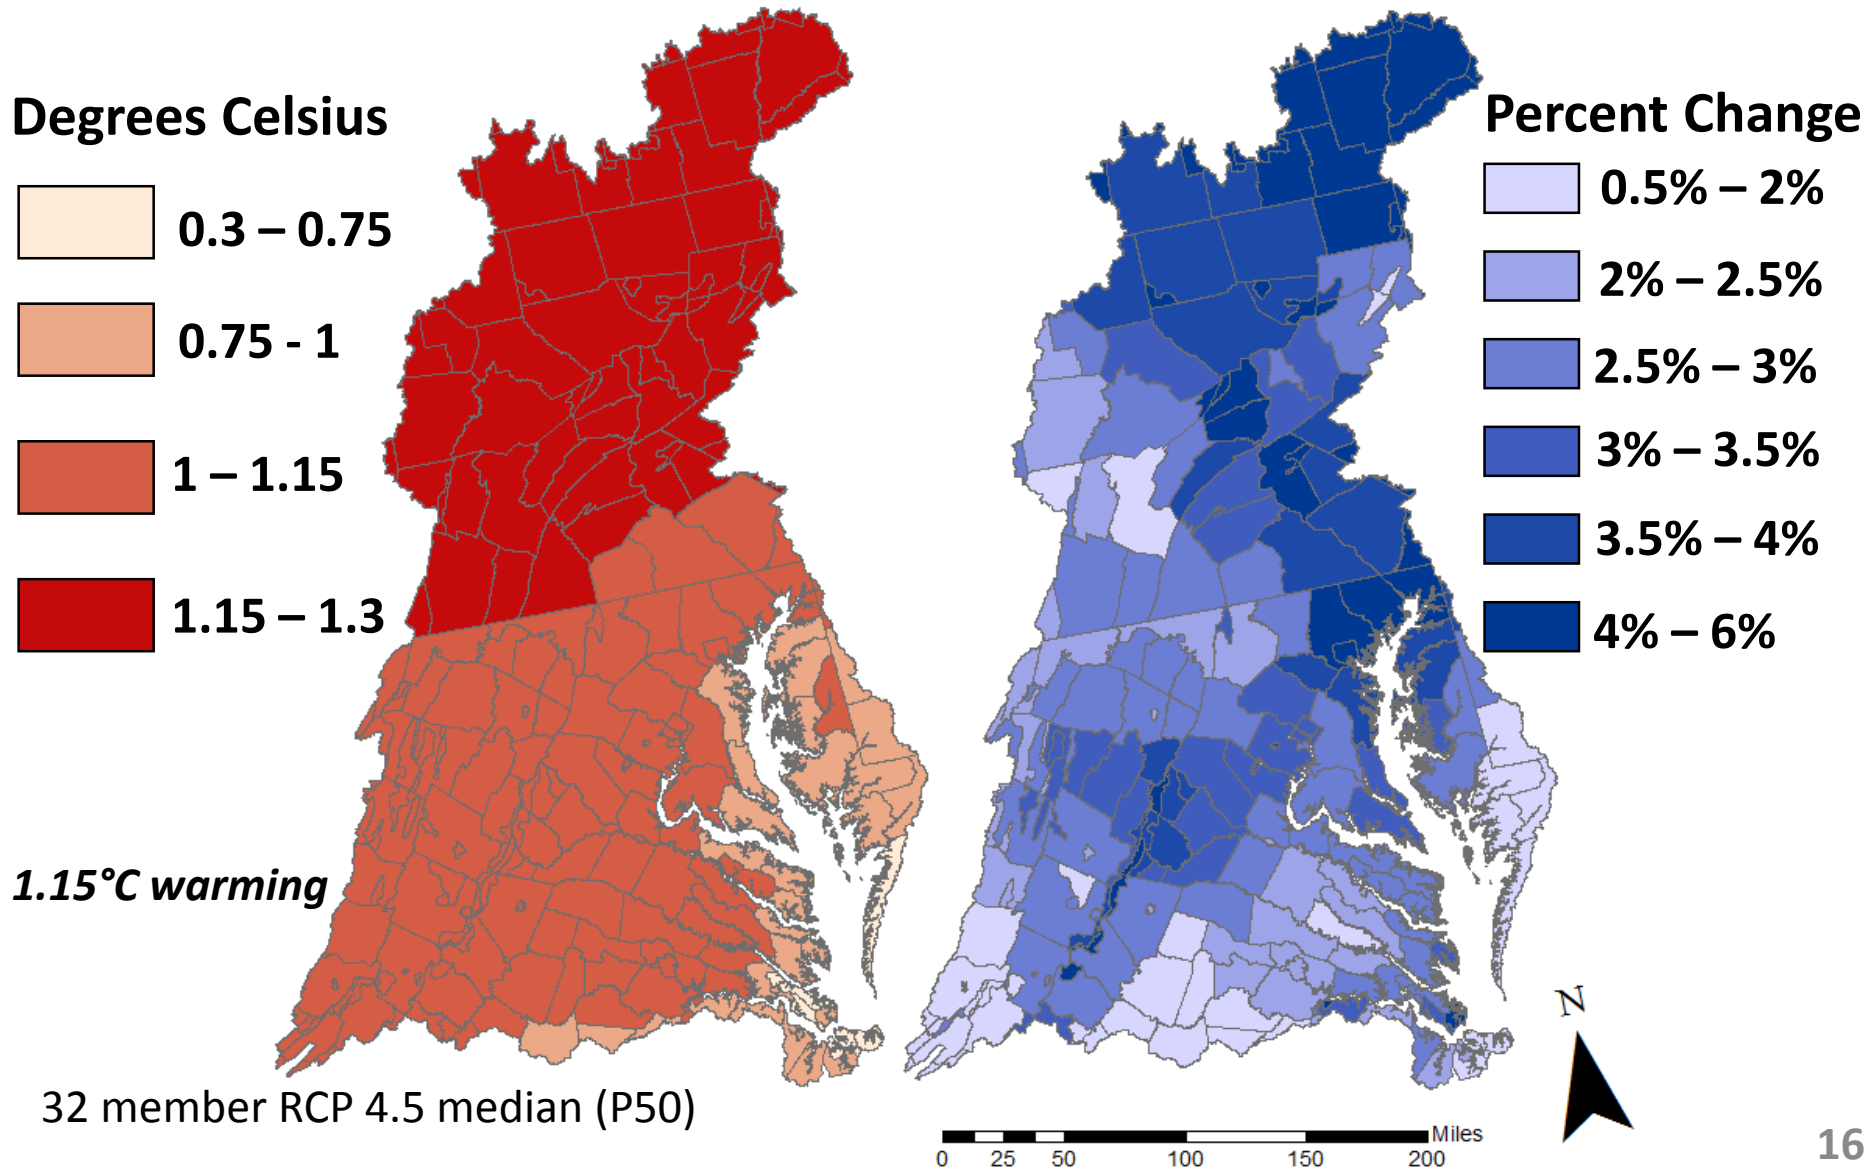 Degrees Celsius
0.3 – 0.75
0.75 - 1
1 – 1.15
1.15 – 1.3
1.15°C warming
32 member RCP 4.5 median (P50)
Percent Change
0.5% – 2%
2% – 2.5%
2.5% – 3%
3% – 3.5%
3.5% – 4%
4% – 6%
N
Miles
0 25 50 100 150 200
16